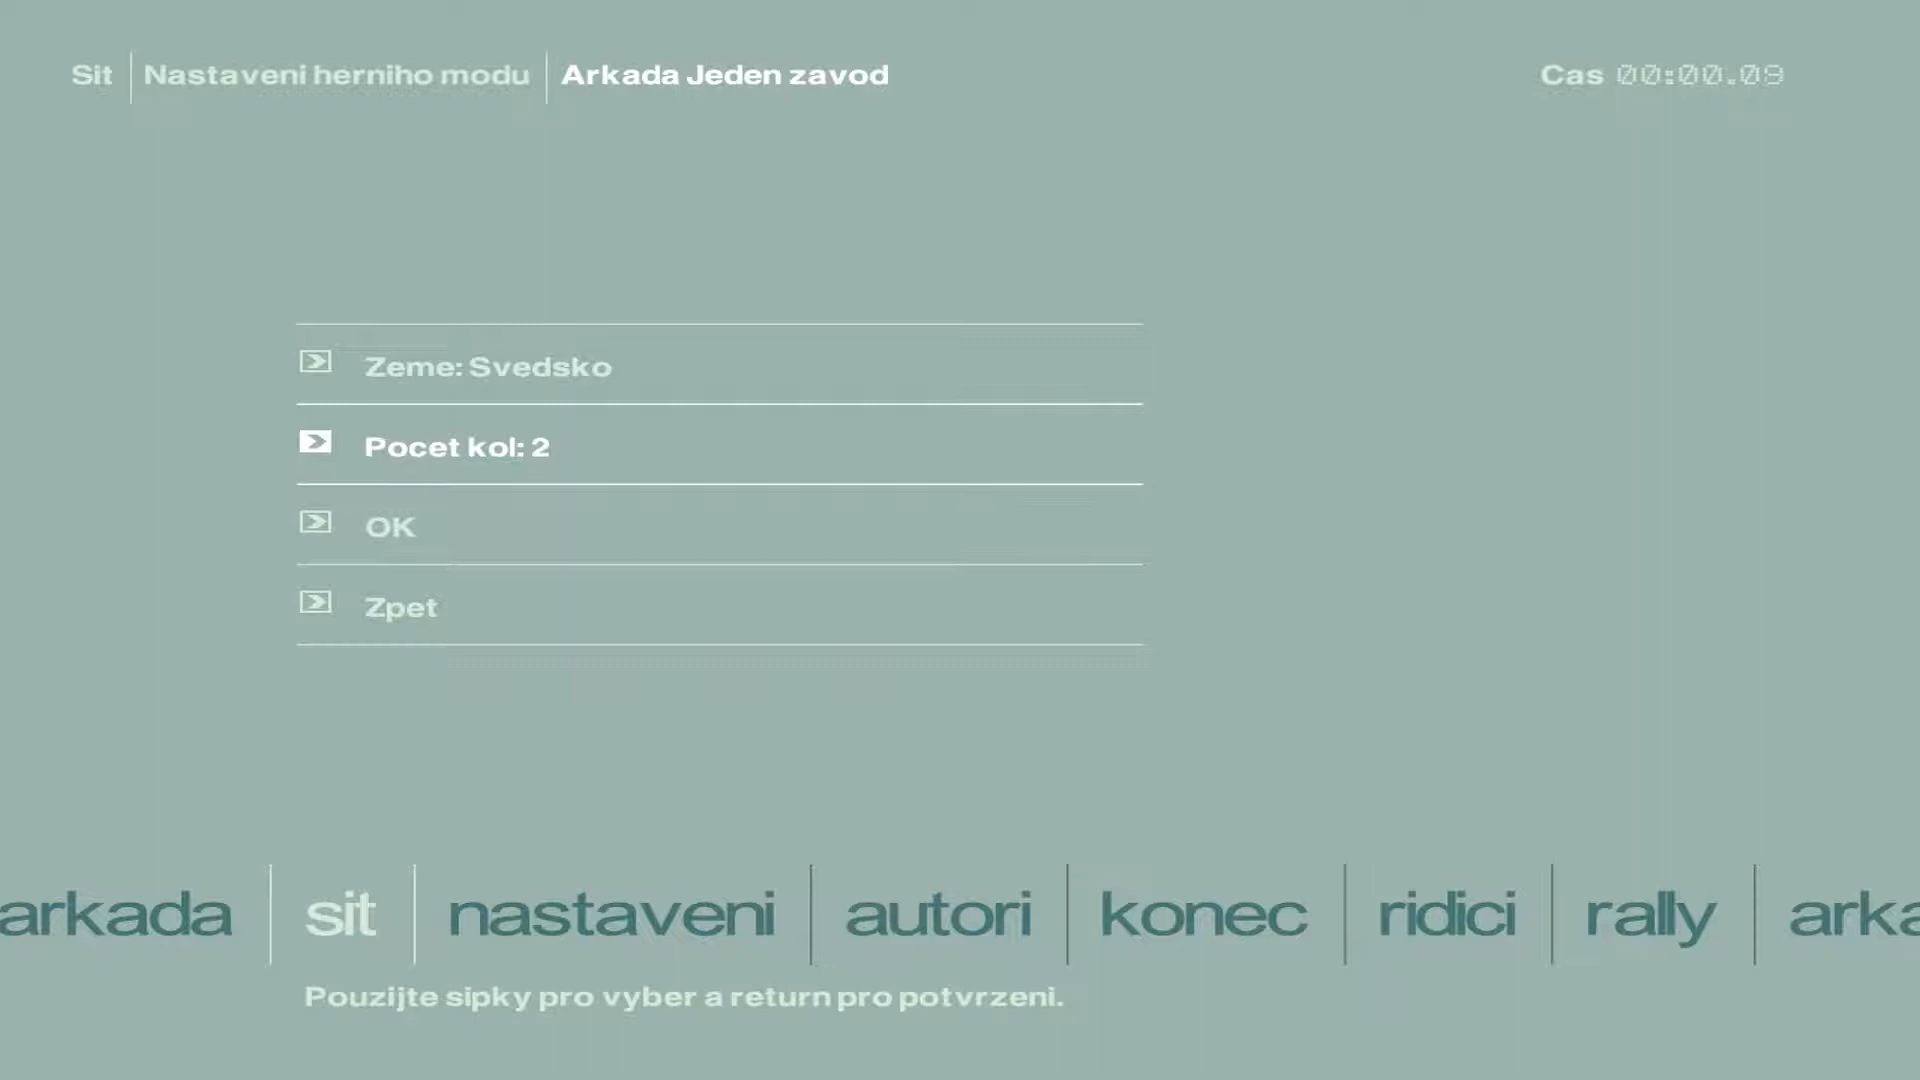 Sit Nastaveni herniho modu Arkada Jeden zavod Cas 00:00.09
Zeme: Svedsko
Pocet kol: 2
OK
Zpet
arkada sit nastaveni autori konec ridici rally arka
Pouzijte sipky pro vyber a return pro potvrzeni.